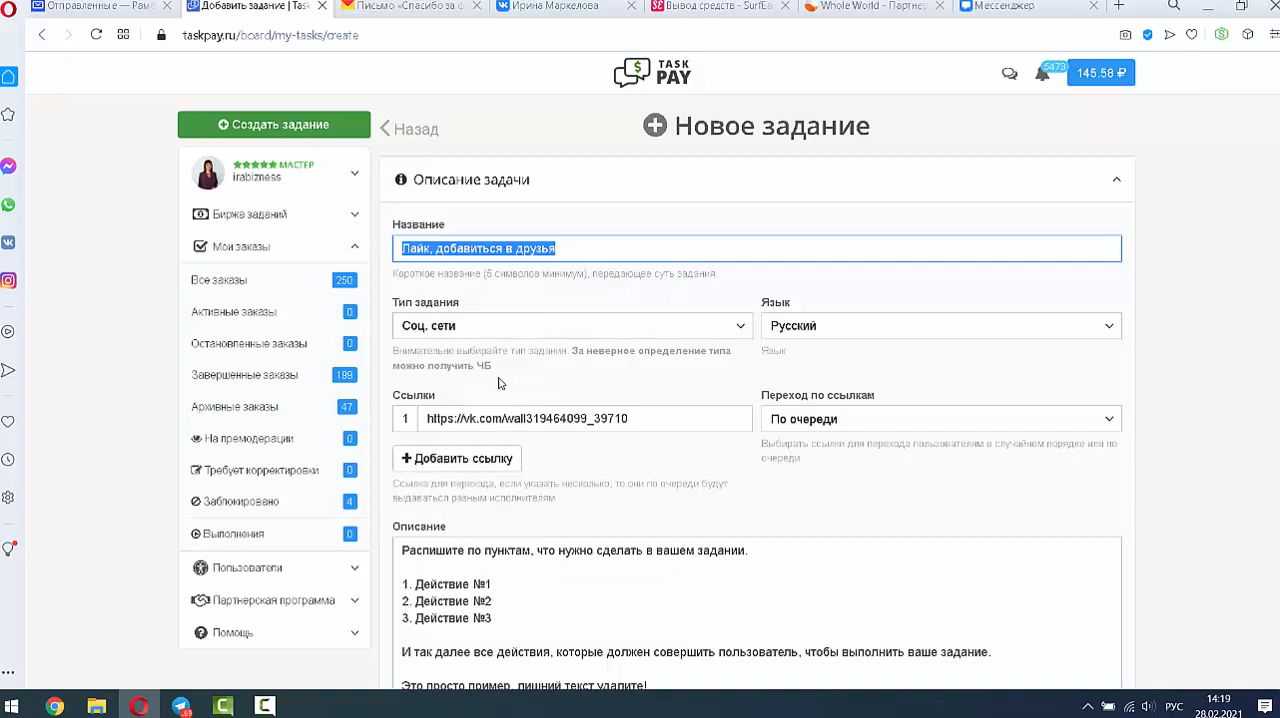 Отправленные — Рамб
Добавить задание | Task
Письмо «Спасибо за ф
Ирина Маркелова
Вывод средств - SurfEa
Whole World - Партнер
Мессенджер
taskpay.ru/board/my-tasks/create
TASK PAY
5473
145.58 ₽
Создать задание
Назад
Новое задание
МАСТЕР
irabizness
Биржа заданий
Мои заказы
Все заказы 250
Активные заказы 0
Остановленные заказы 0
Завершенные заказы 199
Архивные заказы 47
На премодерации 0
Требует корректировки 0
Заблокировано 4
Выполнения 0
Пользователи
Партнерская программа
Помощь
Описание задачи
Название
Лайк, добавиться в друзья
Короткое название (5 символов минимум), передающее суть задания.
Тип задания
Язык
Соц. сети
Русский
Внимательно выбирайте тип задания. За неверное определение типа
можно получить ЧБ
Язык
Ссылки
Переход по ссылкам
1 https://vk.com/wall319464099_39710
По очереди
Выбирать ссылки для перехода пользователям в случайном порядке или по
очереди
Добавить ссылку
Ссылка для перехода, если указать несколько, то они по очереди будут
выдаваться разным исполнителям
Описание
Распишите по пунктам, что нужно сделать в вашем задании.
1. Действие №1
2. Действие №2
3. Действие №3
И так далее все действия, которые должен совершить пользователь, чтобы выполнить ваше задание.
Это просто пример, лишний текст удалите!
69
РУС
14:19
28.02.2021